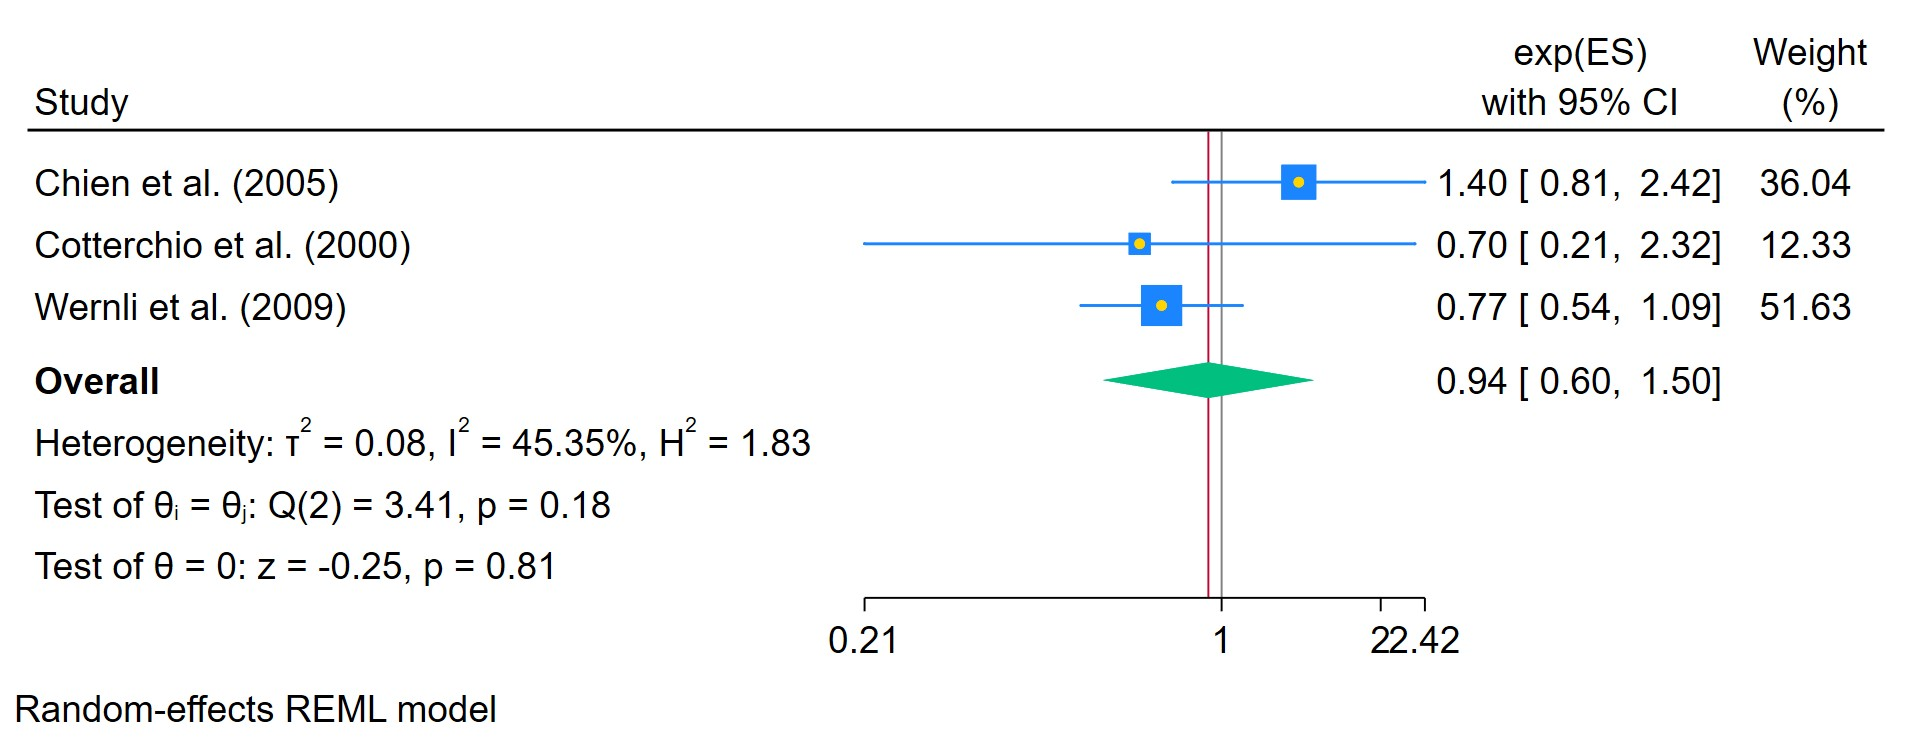 exp(ES) Weight
Study with 95% CI (%)
Chien et al. (2005) 1.40 [ 0.81, 2.42] 36.04
Cotterchio et al. (2000) 0.70 [ 0.21, 2.32] 12.33
Wernli et al. (2009) 0.77 [ 0.54, 1.09] 51.63
Overall 0.94 [ 0.60, 1.50]
Heterogeneity: τ² = 0.08, I² = 45.35%, H² = 1.83
Test of θᵢ = θⱼ: Q(2) = 3.41, p = 0.18
Test of θ = 0: z = -0.25, p = 0.81
0.21 1 22.42
Random-effects REML model